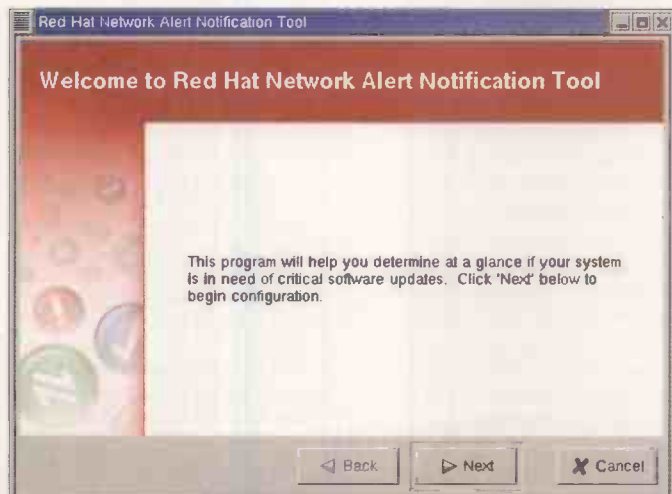 Red Hat Network Alert Notification Tool
Welcome to Red Hat Network Alert Notification Tool
This program will help you determine at a glance if your system
is in need of critical software updates. Click 'Next' below to
begin configuration.
Back
Next
Cancel